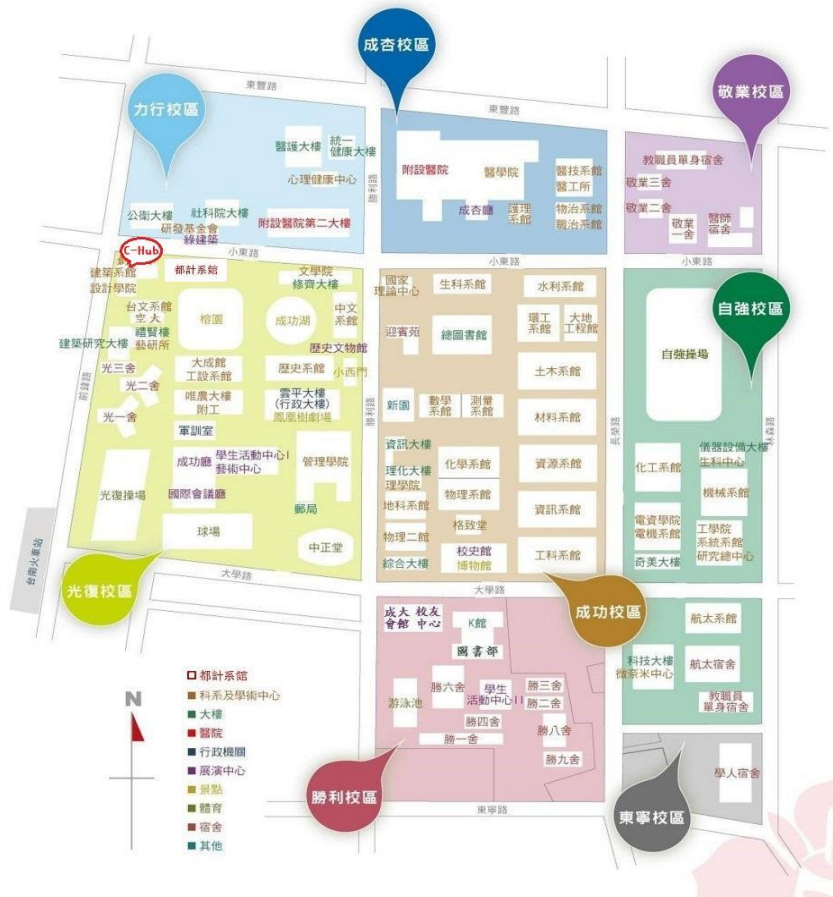 成杏校區
敬業校區
力行校區
東豐路
東豐路
醫護大樓
統一
健康大樓
心理健康中心
勝利路
附設醫院
醫學院
醫技系館
醫工所
成杏廳
護理
系館
物治系館
職治系館
教職員單身宿舍
敬業三舍
敬業二舍
敬業
一舍
醫師
宿舍
公衛大樓
社科院大樓
研發基金會
綠建築
附設醫院第二大樓
小東路
小東路
小東路
C-Hub
建築系館
設計學院
都計系館
文學院
修齊大樓
國家
理論中心
生科系館
水利系館
自強校區
台文系館
空大
榕園
成功湖
中文
系館
禮賢樓
藝研所
建築研究大樓
歷史文物館
迎賓苑
總圖書館
環工
系館
大地
工程館
自強操場
光三舍
光二舍
光一舍
大成館
工設系館
歷史系館
小西門
土木系館
前鋒路
唯農大樓
附工
雲平大樓
(行政大樓)
鳳凰樹劇場
勝利路
新園
數學
系館
測量
系館
材料系館
長榮路
林森路
軍訓室
成功廳
學生活動中心I
藝術中心
管理學院
資訊大樓
理化大樓
理學院
化學系館
資源系館
化工系館
儀器設備大樓
生科中心
機械系館
光復操場
國際會議廳
郵局
地科系館
物理系館
資訊系館
電資學院
電機系館
工學院
系統系館
研究總中心
球場
中正堂
物理二館
格致堂
綜合大樓
校史館
博物館
工科系館
奇美大樓
台南火車站
光復校區
大學路
大學路
成功校區
成大 校友
會館 中心
K館
圖書部
航太系館
科技大樓
微奈米中心
航太宿舍
教職員
單身宿舍
游泳池
勝六舍
學生
活動中心II
勝三舍
勝二舍
勝四舍
勝一舍
勝八舍
勝九舍
學人宿舍
勝利校區
東寧路
東寧校區
N
都計系館
科系及學術中心
大樓
醫院
行政機關
展演中心
景點
體育
宿舍
其他